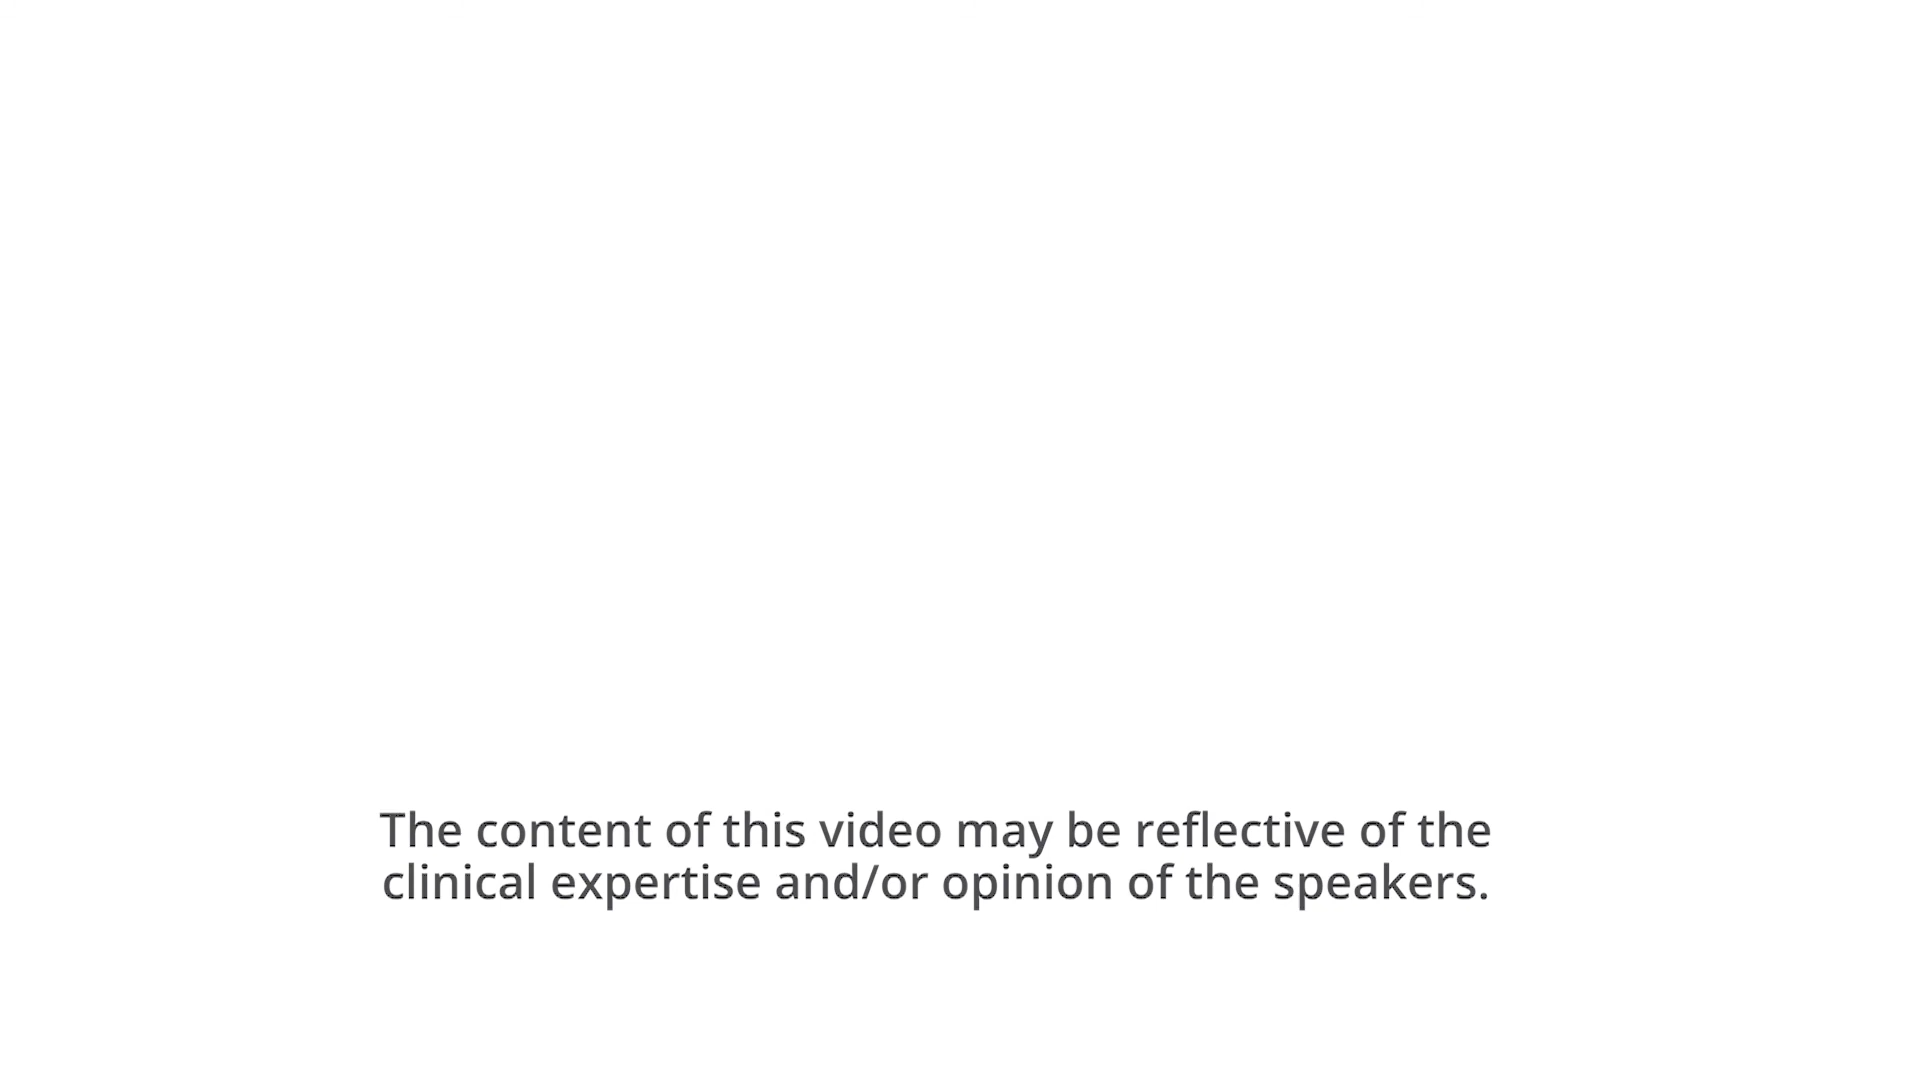 The content of this video may be reflective of the
clinical expertise and/or opinion of the speakers.